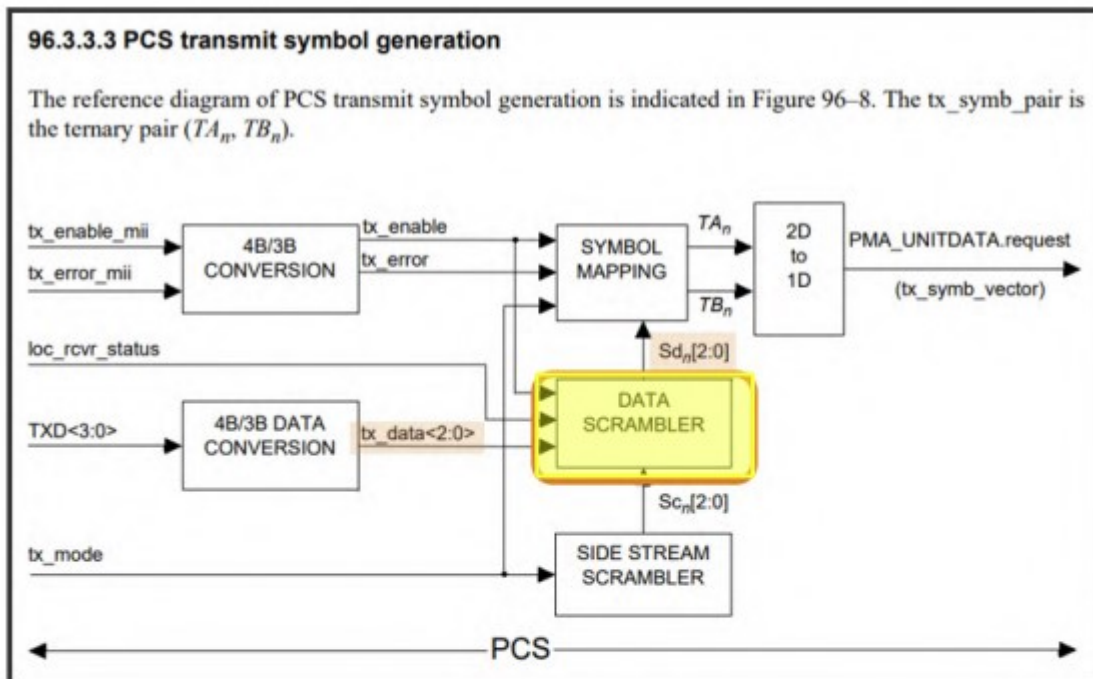 96.3.3.3 PCS transmit symbol generation
The reference diagram of PCS transmit symbol generation is indicated in Figure 96–8. The tx_symb_pair is
the ternary pair (TAn, TBn).
tx_enable_mii
tx_error_mii
4B/3B
CONVERSION
tx_enable
tx_error
SYMBOL
MAPPING
TAn
TBn
2D
to
1D
PMA_UNITDATA.request
(tx_symb_vector)
loc_rcvr_status
Sdn[2:0]
TXD<3:0>
4B/3B DATA
CONVERSION
tx_data<2:0>
DATA
SCRAMBLER
Scn[2:0]
tx_mode
SIDE STREAM
SCRAMBLER
PCS